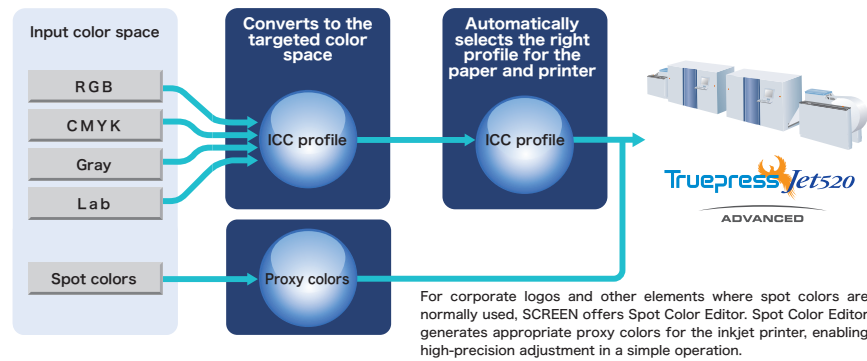 Input color space
RGB
CMYK
Gray
Lab
Spot colors
Converts to the
targeted color
space
ICC profile
Proxy colors
Automatically
selects the right
profile for the
paper and printer
ICC profile
Truepress Jet520
ADVANCED
For corporate logos and other elements where spot colors are
normally used, SCREEN offers Spot Color Editor. Spot Color Editor
generates appropriate proxy colors for the inkjet printer, enabling
high-precision adjustment in a simple operation.